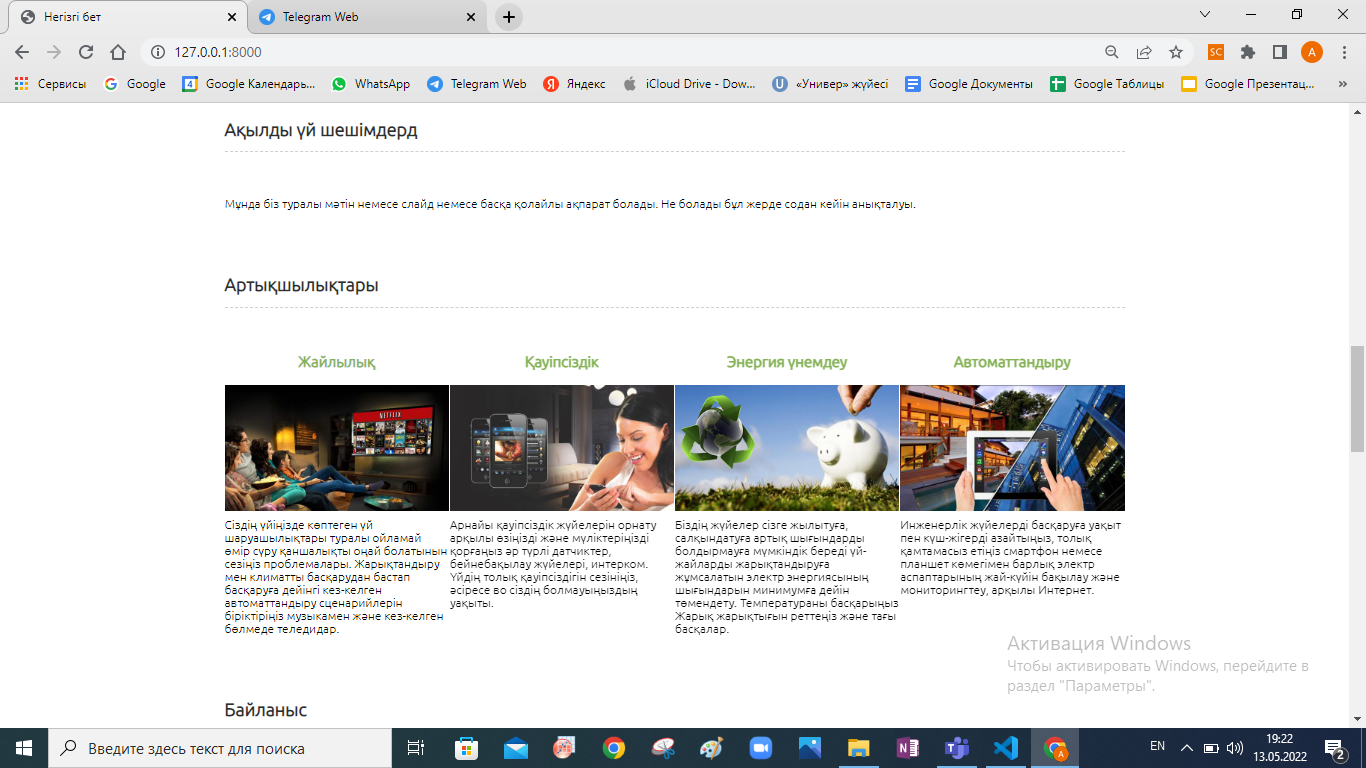 Негізгі бет
Telegram Web
127.0.0.1:8000
SC
A
Сервисы
Google
Google Календарь...
WhatsApp
Telegram Web
Яндекс
iCloud Drive - Dow...
«Универ» жүйесі
Google Документы
Google Таблицы
Google Презентац...
Ақылды үй шешімдерд
Мұнда біз туралы мәтін немесе слайд немесе басқа қолайлы ақпарат болады. Не болады бұл жерде содан кейін анықталуы.
Артықшылықтары
Жайлылық
NETFLIX
Сіздің үйіңізде көптеген үй
шаруашылықтары туралы ойламай
өмір сүру қаншалықты оңай болатынын
сезіңіз проблемалары. Жарықтандыру
мен климатты басқарудан бастап
басқаруға дейінгі кез-келген
автоматтандыру сценарийлерін
біріктіріңіз музыкамен және кез-келген
бөлмеде теледидар.
Қауіпсіздік
Арнайы қауіпсіздік жүйелерін орнату
арқылы өзіңізді және мүліктеріңізді
қорғаңыз әр түрлі датчиктер,
бейнебақылау жүйелері, интерком.
Үйдің толық қауіпсіздігін сезініңіз,
әсіресе во сіздің болмауыңыздың
уақыты.
Энергия үнемдеу
Біздің жүйелер сізге жылытуға,
салқындатуға артық шығындарды
болдырмауға мүмкіндік береді үй-
жайларды жарықтандыруға
жұмсалатын электр энергиясының
шығындарын минимумға дейін
төмендету. Температураны басқарыңыз
Жарық жарықтығын реттеңіз және тағы
басқалар.
Автоматтандыру
Инженерлік жүйелерді басқаруға уақыт
пен күш-жігерді азайтыңыз, толық
қамтамасыз етіңіз смартфон немесе
планшет көмегімен барлық электр
аспаптарының жай-күйін бақылау және
мониторингтеу, арқылы Интернет.
Байланыс
Активация Windows
Чтобы активировать Windows, перейдите в
раздел "Параметры".
Введите здесь текст для поиска
EN
19:22
13.05.2022
2